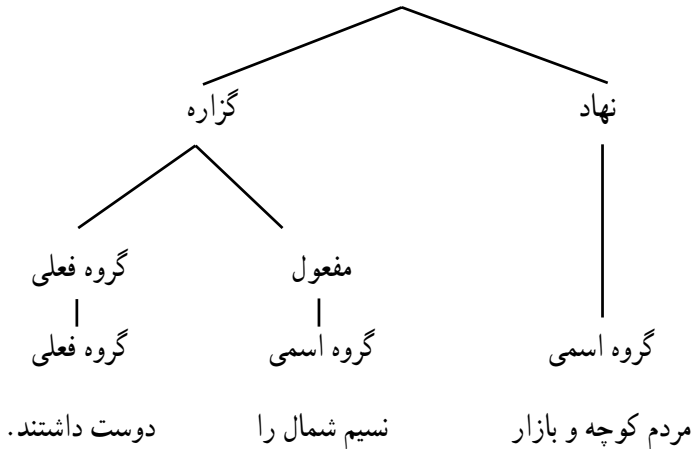 نهاد گزاره
مفعول گروه فعلی
گروه اسمی گروه اسمی گروه فعلی
مردم کوچه و بازار نسیم شمال را دوست داشتند.